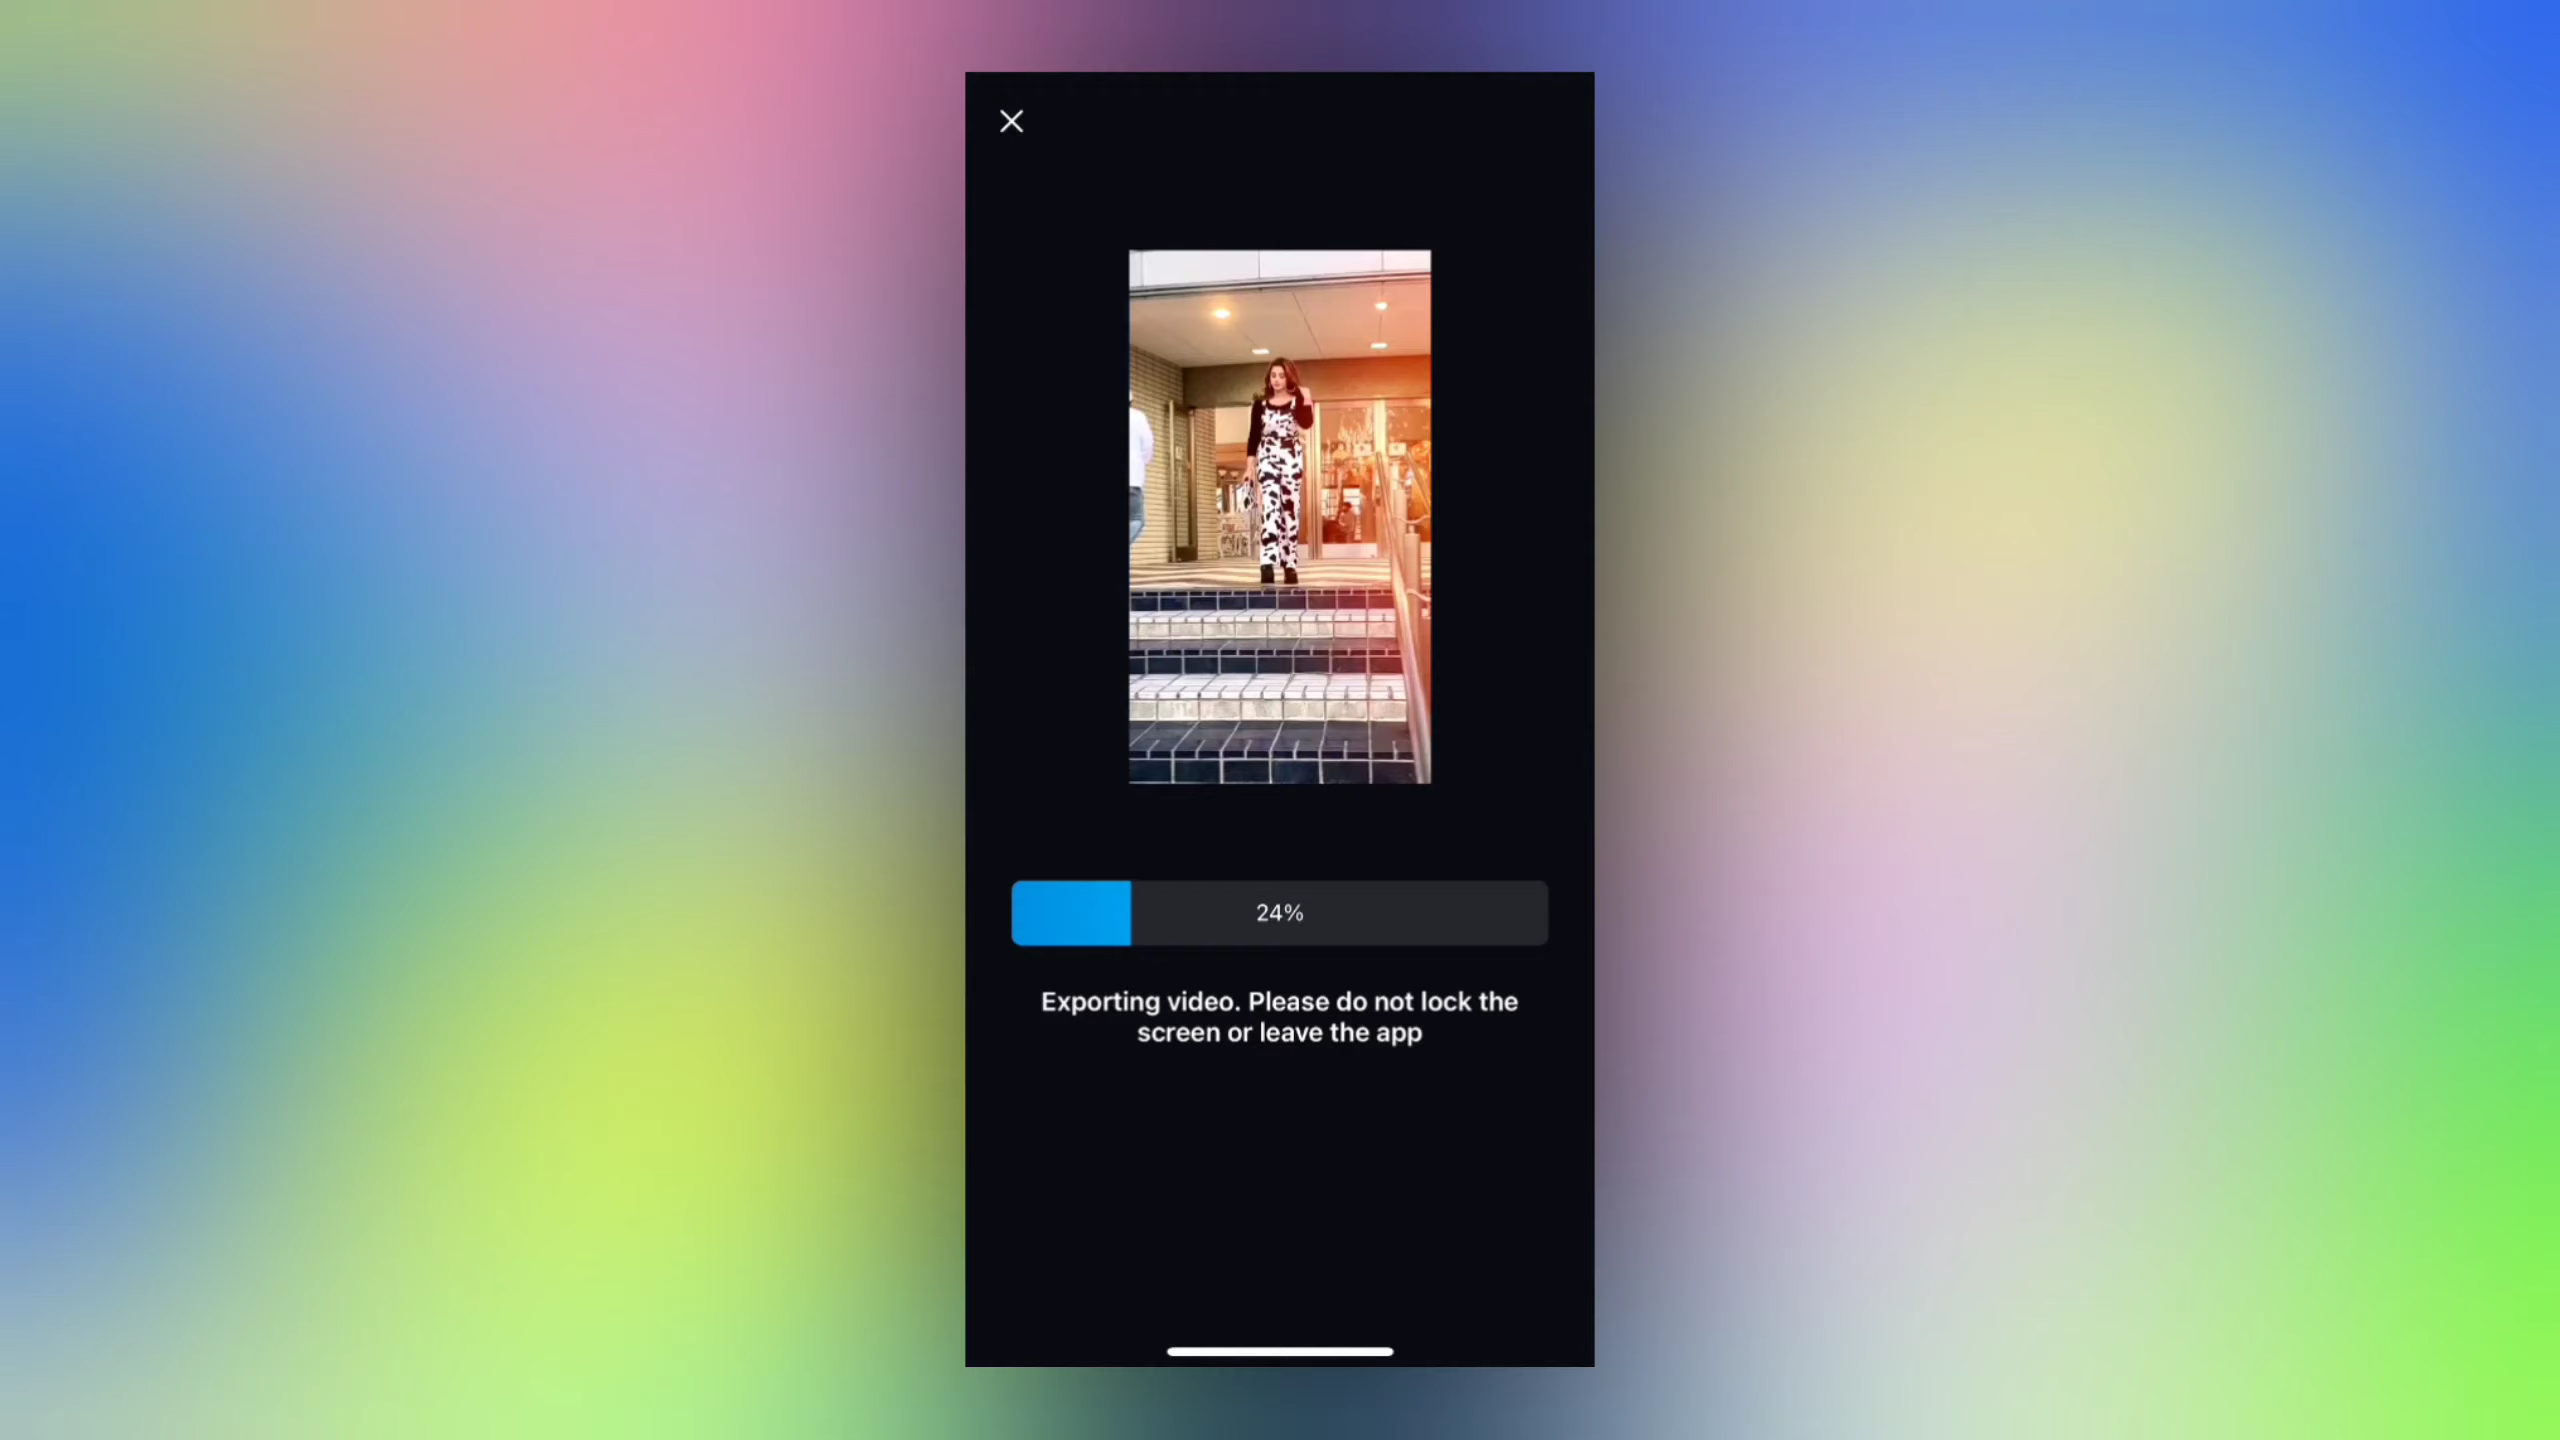 24%
Exporting video. Please do not lock the
screen or leave the app